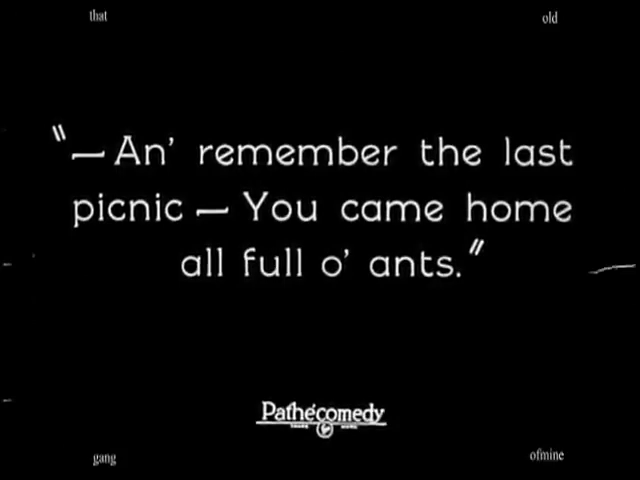 that old
"—An' remember the last
picnic — You came home
all full o' ants."
Pathécomedy
gang ofmine